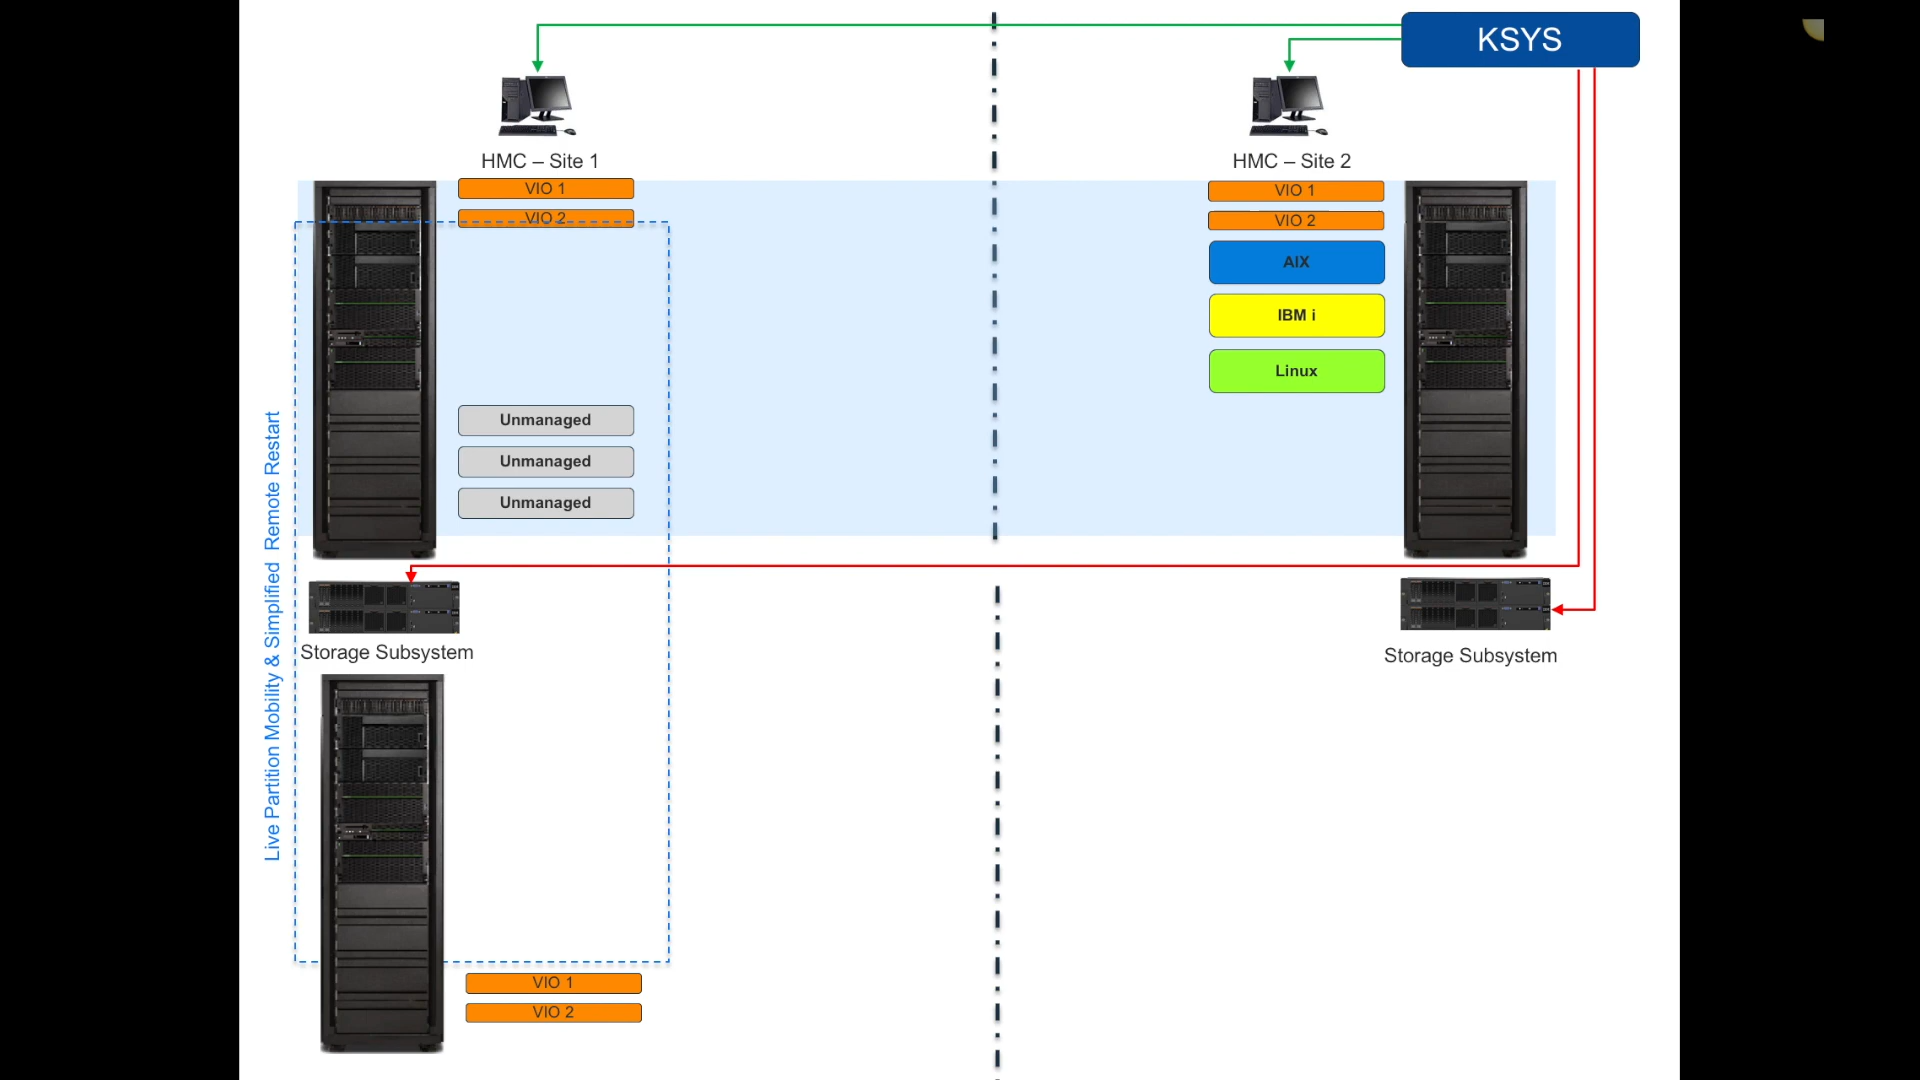 KSYS
HMC – Site 1
HMC – Site 2
VIO 1
VIO 2
VIO 1
VIO 2
AIX
IBM i
Linux
Unmanaged
Unmanaged
Unmanaged
Live Partition Mobility & Simplified Remote Restart
Storage Subsystem
Storage Subsystem
VIO 1
VIO 2